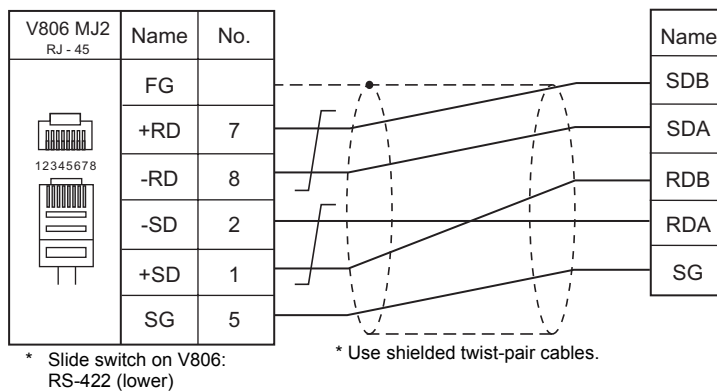 V806 MJ2 Name No. Name
RJ - 45
FG SDB
+RD 7 SDA
12345678
-RD 8 RDB
-SD 2 RDA
+SD 1 SG
SG 5
* Slide switch on V806:
RS-422 (lower)
* Use shielded twist-pair cables.